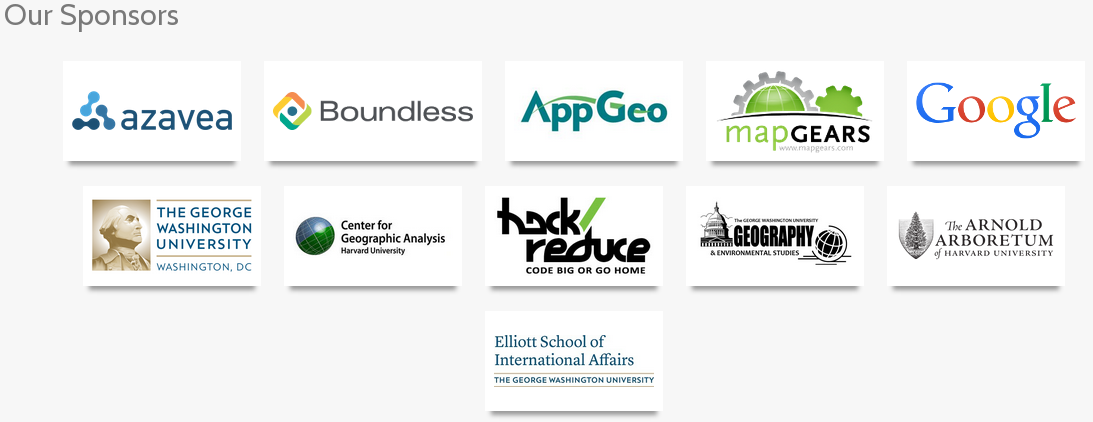 Our Sponsors
azavea
Boundless
AppGeo
mapGEARS
www.mapgears.com
Google
THE GEORGE
WASHINGTON
UNIVERSITY
WASHINGTON, DC
Center for
Geographic Analysis
Harvard University
hack/
reduce
CODE BIG OR GO HOME
The GEORGE WASHINGTON UNIVERSITY
GEOGRAPHY
& ENVIRONMENTAL STUDIES
The ARNOLD
ARBORETUM
of HARVARD UNIVERSITY
Elliott School of
International Affairs
THE GEORGE WASHINGTON UNIVERSITY